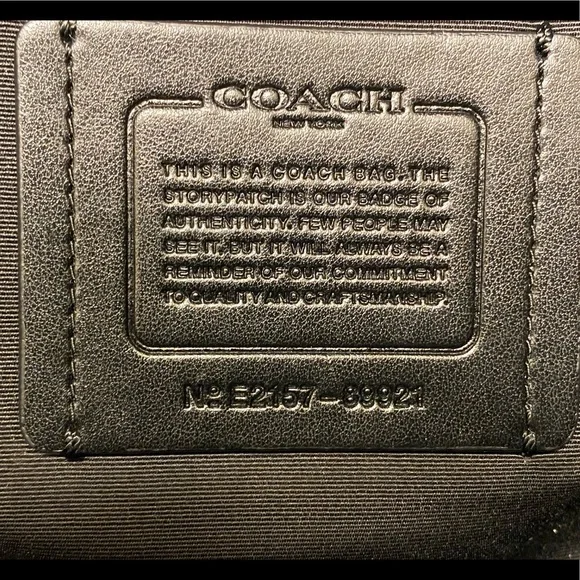 COACH
NEW YORK
THIS IS A COACH BAG. THE
STORYPATCH IS OUR BADGE OF
AUTHENTICITY. FEW PEOPLE MAY
SEE IT, BUT IT WILL ALWAYS BE A
REMINDER OF OUR COMMITMENT
TO QUALITY AND CRAFTSMANSHIP.
No. E2157-89921